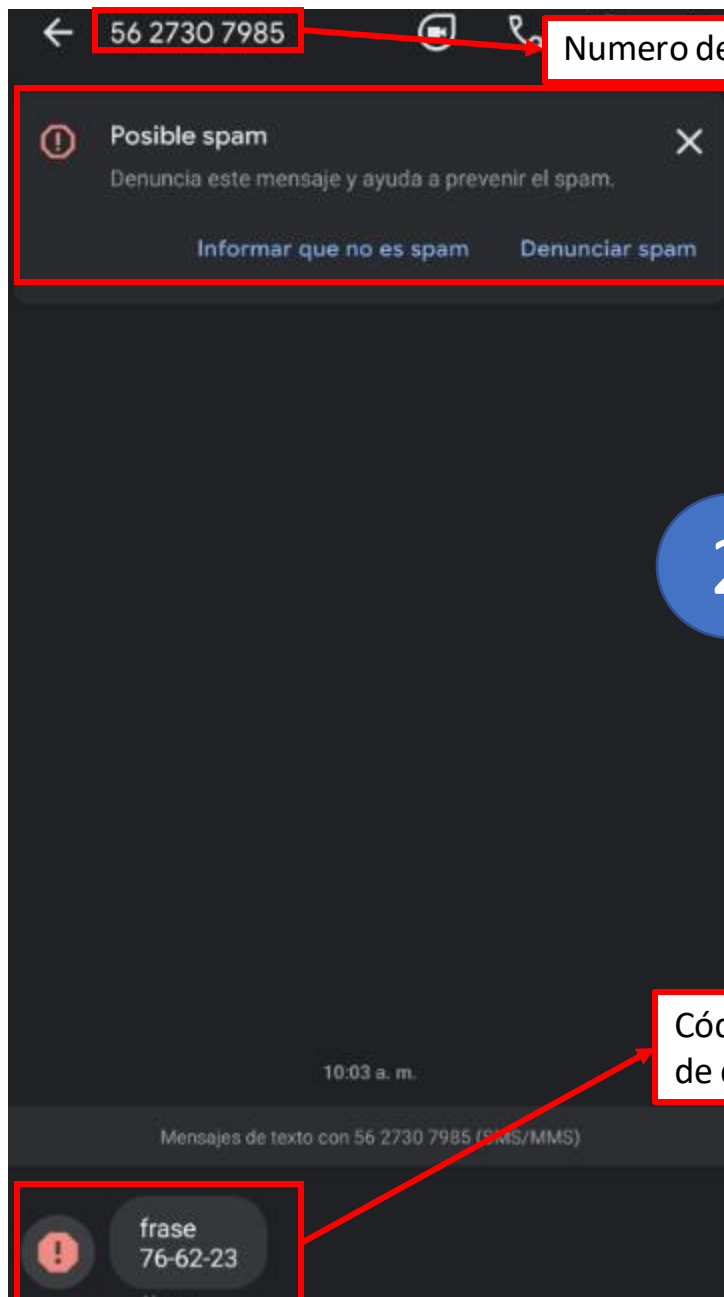 56 2730 7985
Numero de
Posible spam
Denuncia este mensaje y ayuda a prevenir el spam.
Informar que no es spam Denunciar spam
2
10:03 a. m.
de
Mensajes de texto con 56 2730 7985 (SMS/MMS)
frase
76-62-23